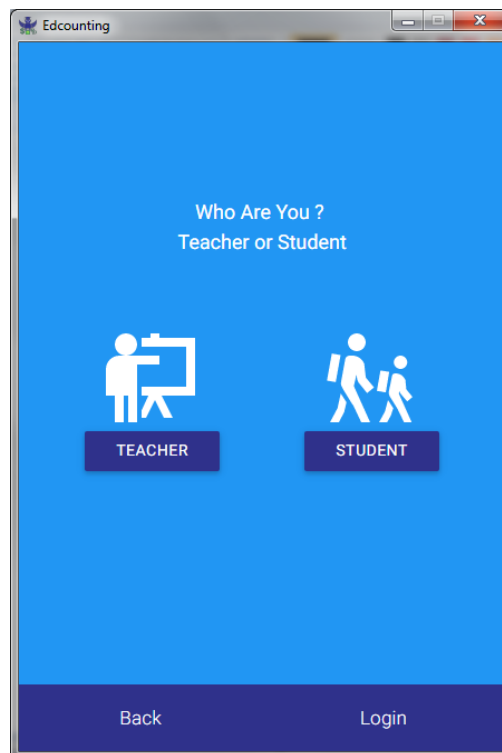 Edcounting
Who Are You ?
Teacher or Student
TEACHER
STUDENT
Back
Login